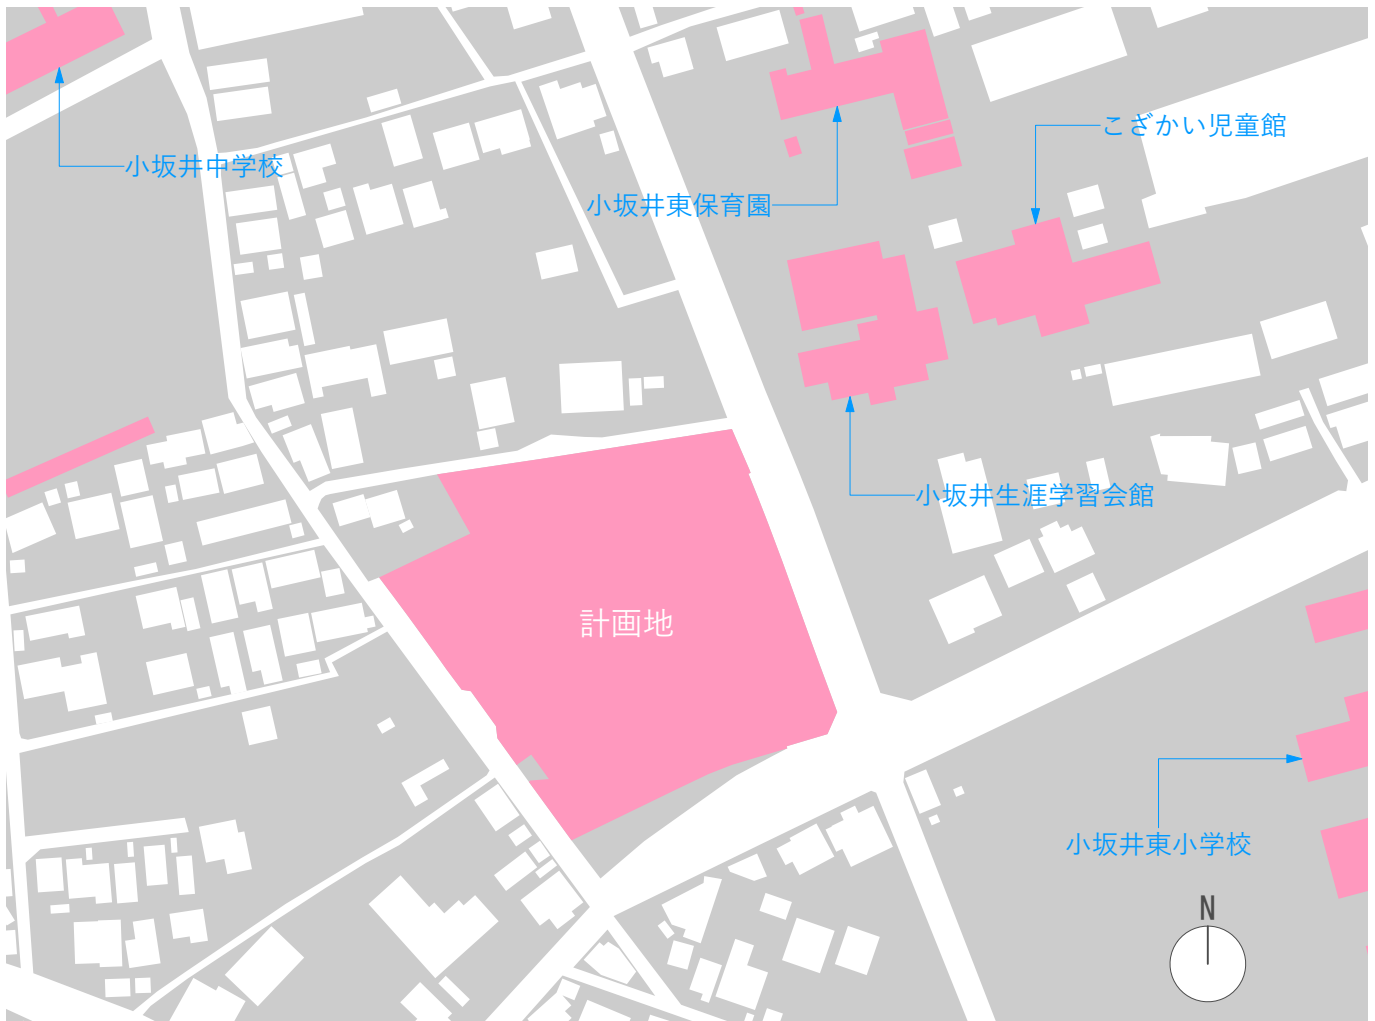 こざかい児童館
小坂井中学校
小坂井東保育園
小坂井生涯学習会館
計画地
小坂井東小学校
N